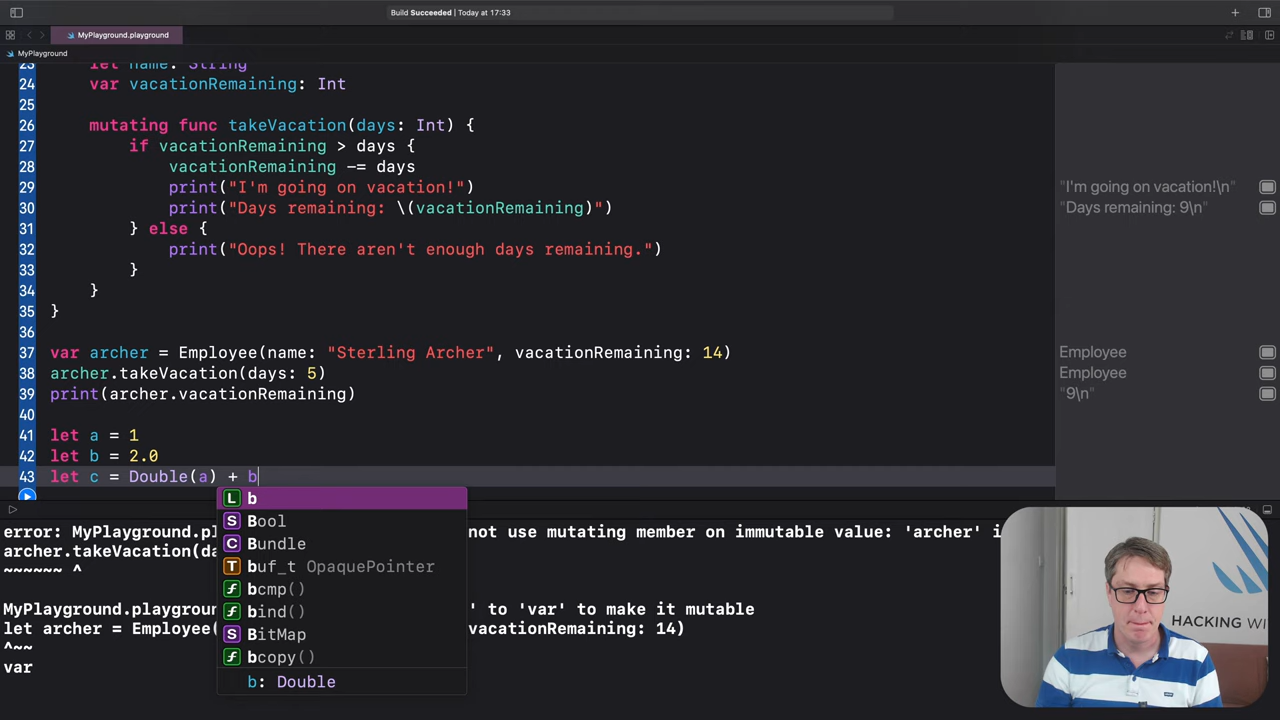 Build Succeeded | Today at 17:33
MyPlayground.playground
MyPlayground
23 let name: String
24 var vacationRemaining: Int
25
26 mutating func takeVacation(days: Int) {
27 if vacationRemaining > days {
28 vacationRemaining -= days
29 print("I'm going on vacation!")
"I'm going on vacation!\n"
30 print("Days remaining: \(vacationRemaining)")
"Days remaining: 9\n"
31 } else {
32 print("Oops! There aren't enough days remaining.")
33 }
34 }
35 }
36
37 var archer = Employee(name: "Sterling Archer", vacationRemaining: 14)
Employee
38 archer.takeVacation(days: 5)
Employee
39 print(archer.vacationRemaining)
"9\n"
40
41 let a = 1
42 let b = 2.0
43 let c = Double(a) + b
L b
S Bool
C Bundle
T buf_t OpaquePointer
f bcmp()
f bind()
S BitMap
f bcopy()
b: Double
error: MyPlayground.pl not use mutating member on immutable value: 'archer' i
archer.takeVacation(da
~~~~~~ ^
MyPlayground.playgroun ' to 'var' to make it mutable
let archer = Employee( vacationRemaining: 14)
^~~
var
HACKING WI